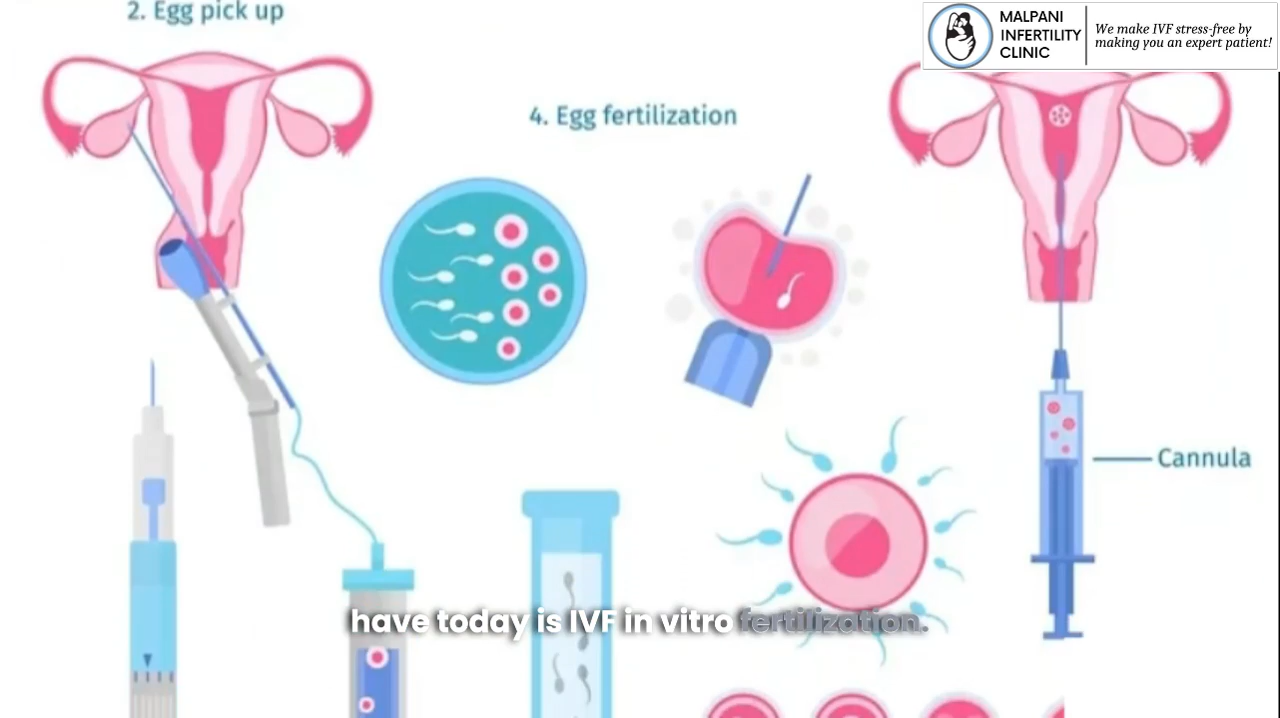 2. Egg pick up
MALPANI
INFERTILITY
CLINIC
We make IVF stress-free by
making you an expert patient!
4. Egg fertilization
Cannula
have today is IVF in vitro fertilization.